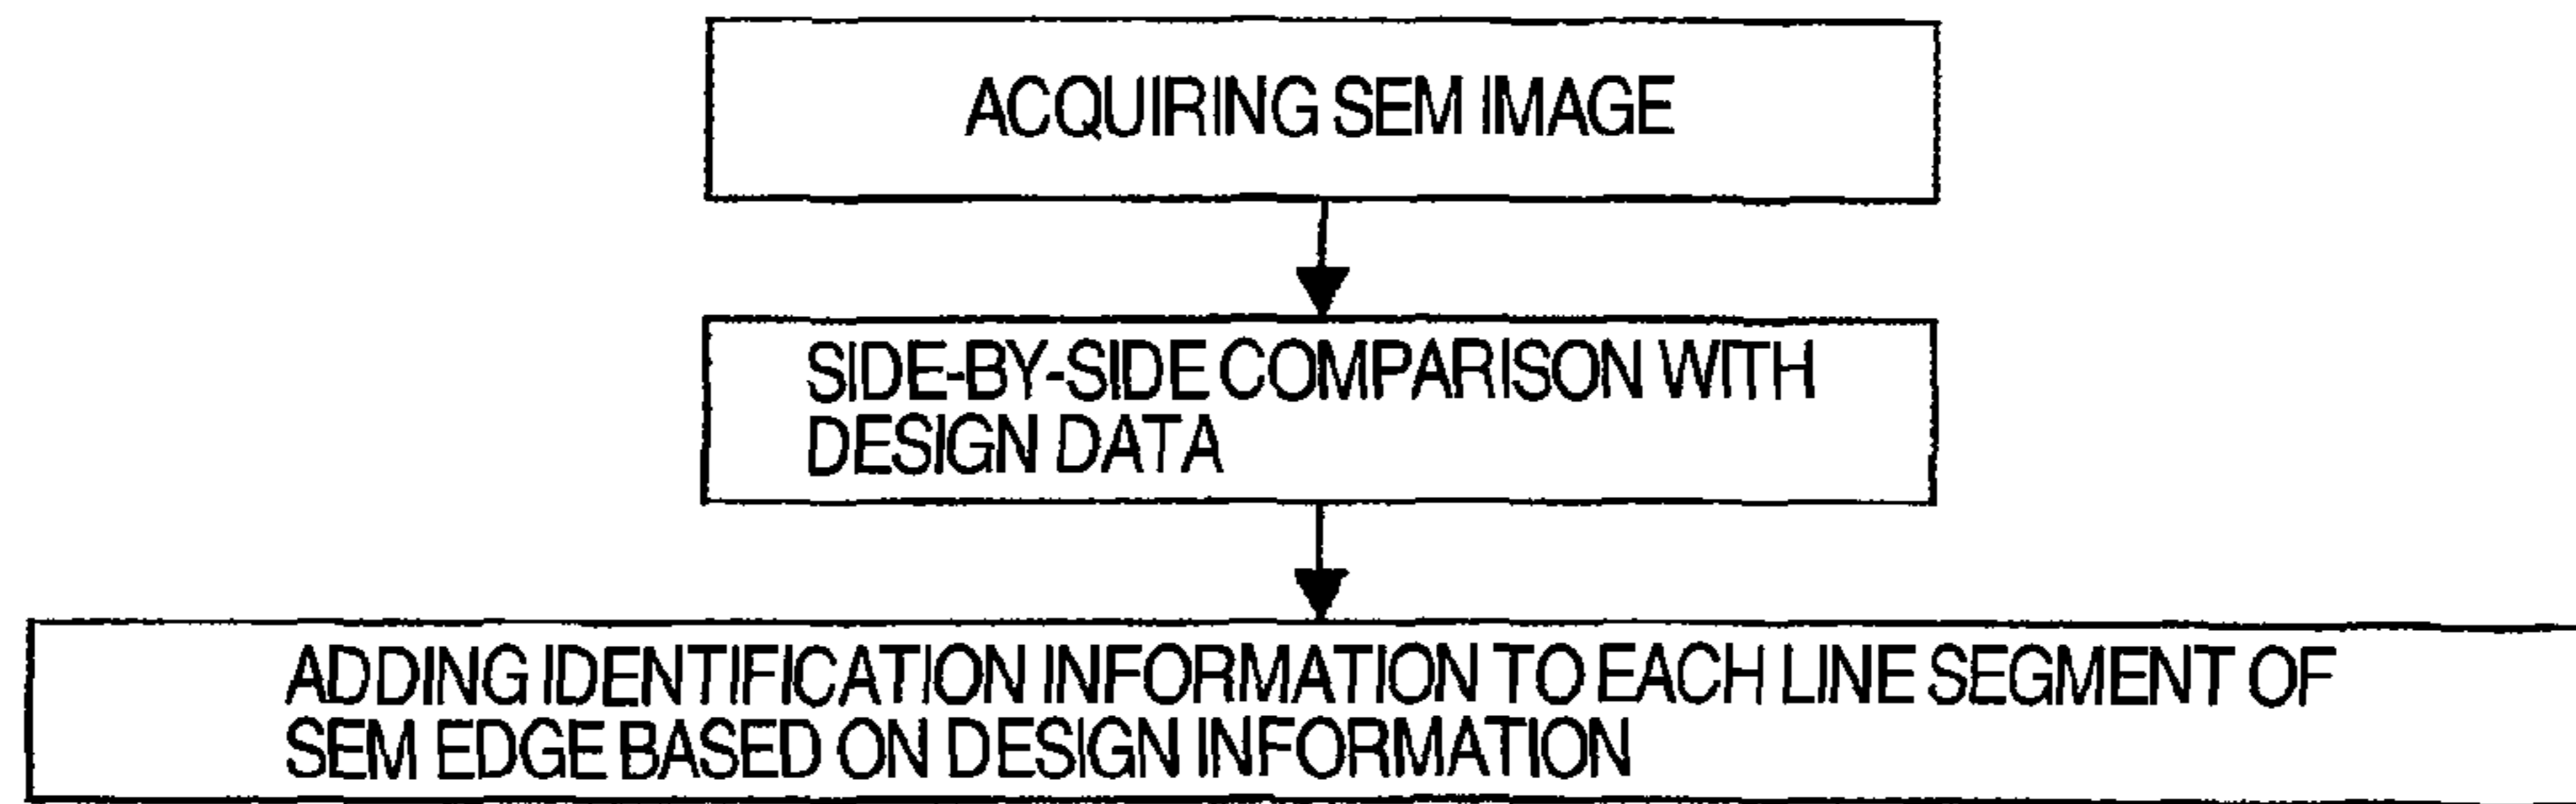 ACQUIRING SEM IMAGE
SIDE-BY-SIDE COMPARISON WITH
DESIGN DATA
ADDING IDENTIFICATION INFORMATION TO EACH LINE SEGMENT OF
SEM EDGE BASED ON DESIGN INFORMATION